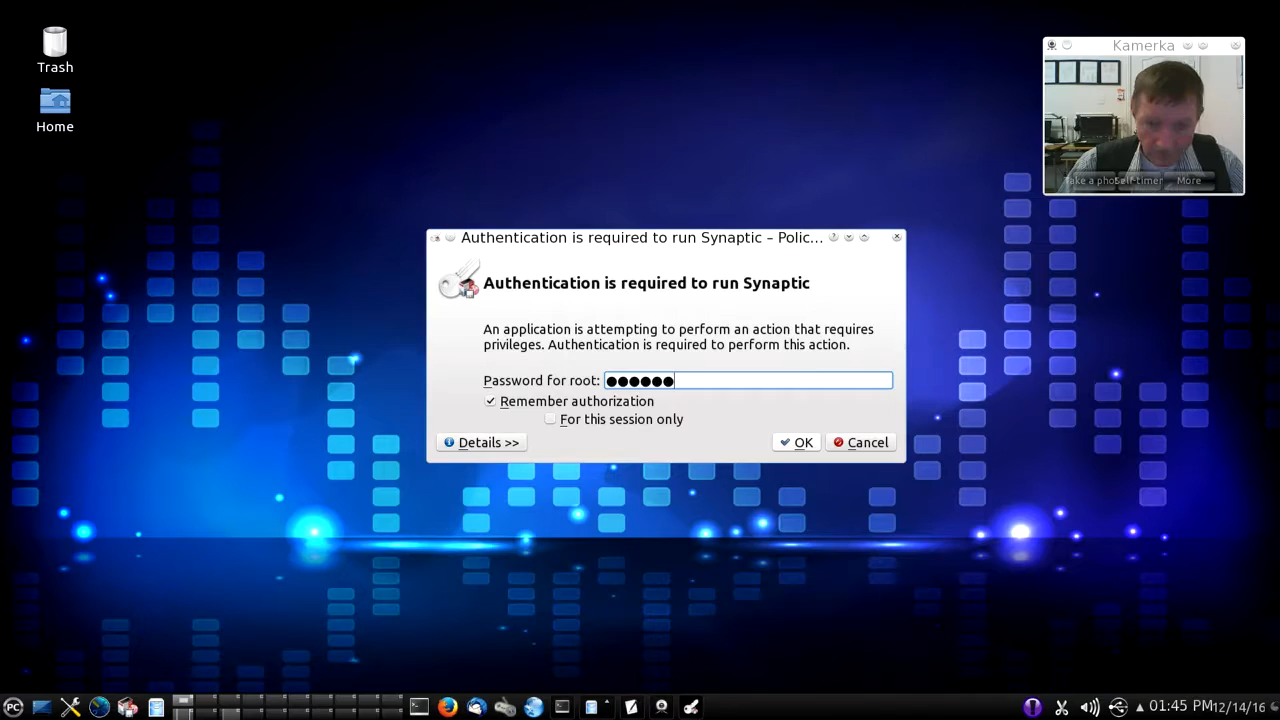 Trash
Home
Kamerka
Take a pho
Self-timer
More
Authentication is required to run Synaptic – Polic...
Authentication is required to run Synaptic
An application is attempting to perform an action that requires
privileges. Authentication is required to perform this action.
Password for root: ●●●●●●
Remember authorization
For this session only
Details >>
OK
Cancel
PC
01:45 PM
12/14/16